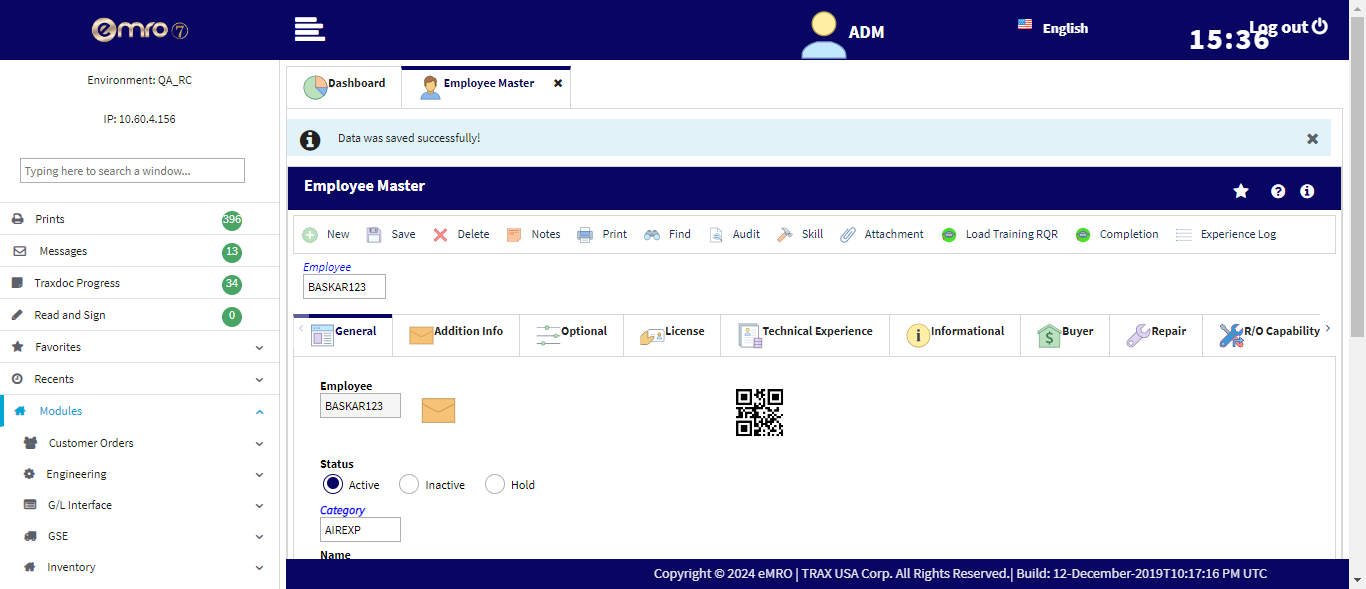 emro 7
ADM
English
Log out
15:36
Environment: QA_RC
IP: 10.60.4.156
Typing here to search a window...
Prints 396
Messages 13
Traxdoc Progress 34
Read and Sign 0
Favorites
Recents
Modules
Customer Orders
Engineering
G/L Interface
GSE
Inventory
Dashboard
Employee Master
Data was saved successfully!
Employee Master
New Save Delete Notes Print Find Audit Skill Attachment Load Training RQR Completion Experience Log
Employee
BASKAR123
General Addition Info Optional License Technical Experience Informational Buyer Repair R/O Capability
Employee
BASKAR123
Status
Active Inactive Hold
Category
AIREXP
Name
Copyright © 2024 eMRO | TRAX USA Corp. All Rights Reserved.| Build: 12-December-2019T10:17:16 PM UTC